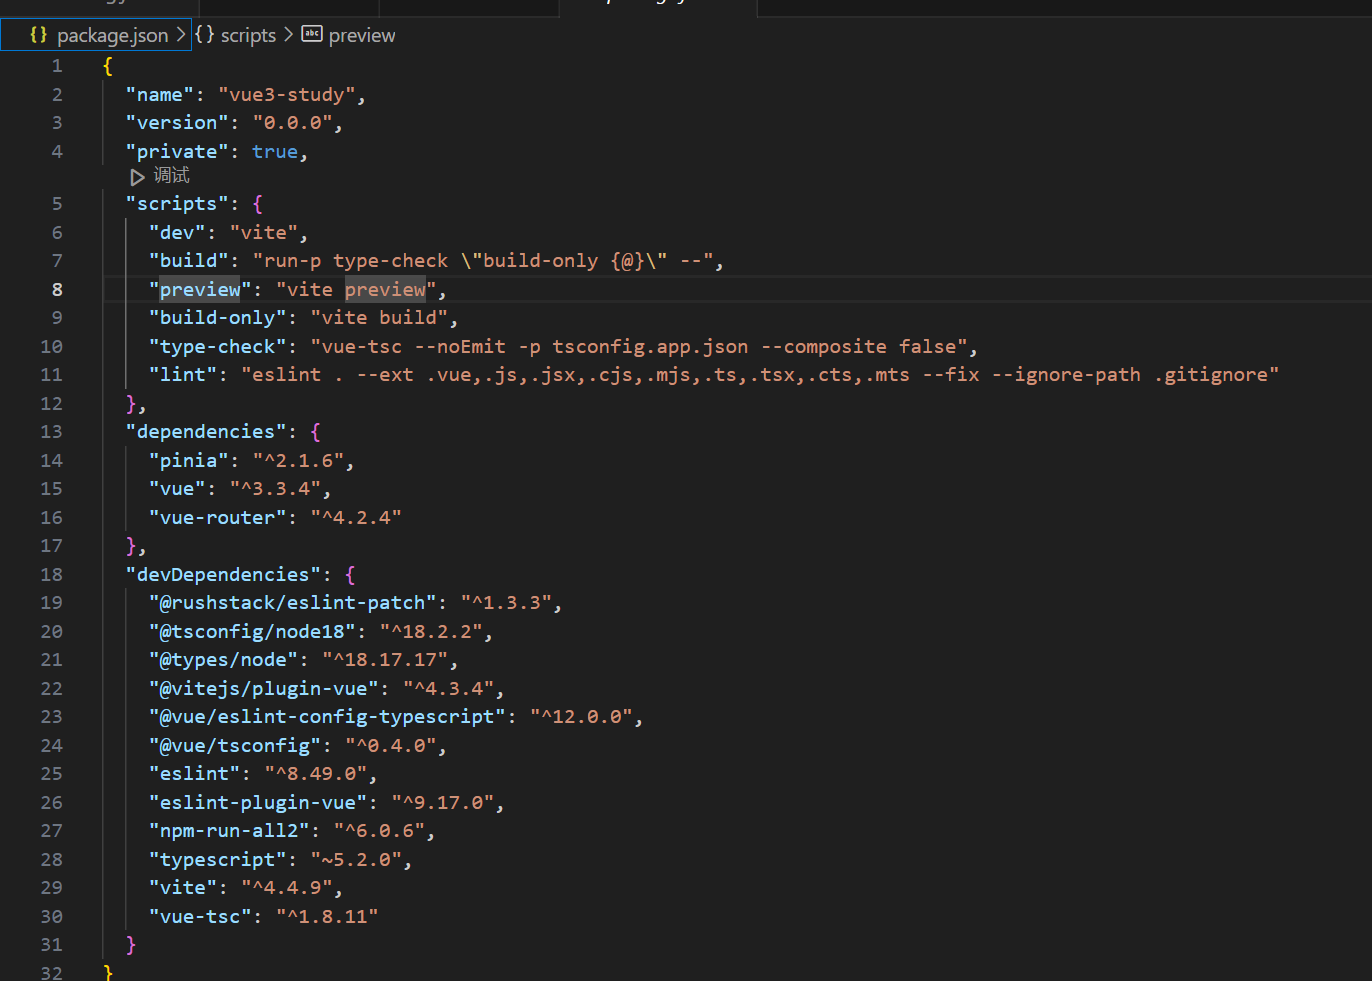 {} package.json > {} scripts > abc preview
1 {
2 "name": "vue3-study",
3 "version": "0.0.0",
4 "private": true,
调试
5 "scripts": {
6 "dev": "vite",
7 "build": "run-p type-check \"build-only {@}\" --",
8 "preview": "vite preview",
9 "build-only": "vite build",
10 "type-check": "vue-tsc --noEmit -p tsconfig.app.json --composite false",
11 "lint": "eslint . --ext .vue,.js,.jsx,.cjs,.mjs,.ts,.tsx,.cts,.mts --fix --ignore-path .gitignore"
12 },
13 "dependencies": {
14 "pinia": "^2.1.6",
15 "vue": "^3.3.4",
16 "vue-router": "^4.2.4"
17 },
18 "devDependencies": {
19 "@rushstack/eslint-patch": "^1.3.3",
20 "@tsconfig/node18": "^18.2.2",
21 "@types/node": "^18.17.17",
22 "@vitejs/plugin-vue": "^4.3.4",
23 "@vue/eslint-config-typescript": "^12.0.0",
24 "@vue/tsconfig": "^0.4.0",
25 "eslint": "^8.49.0",
26 "eslint-plugin-vue": "^9.17.0",
27 "npm-run-all2": "^6.0.6",
28 "typescript": "~5.2.0",
29 "vite": "^4.4.9",
30 "vue-tsc": "^1.8.11"
31 }
32 }